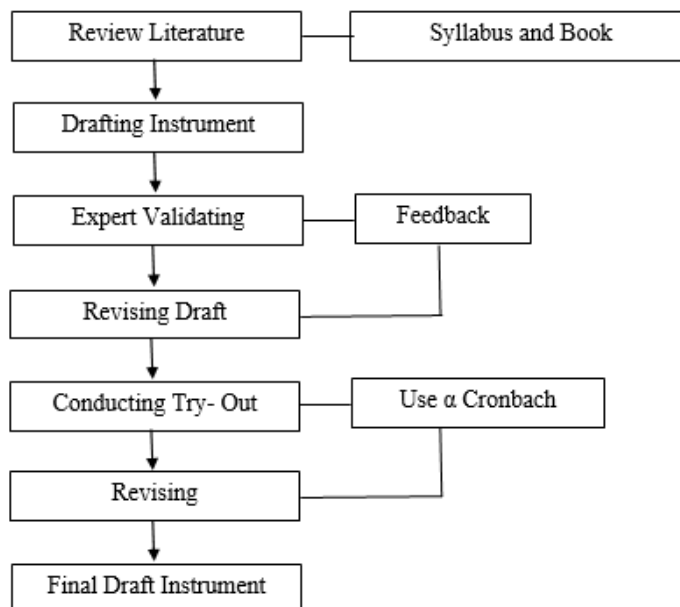 Review Literature
Syllabus and Book
Drafting Instrument
Expert Validating
Feedback
Revising Draft
Conducting Try- Out
Use α Cronbach
Revising
Final Draft Instrument